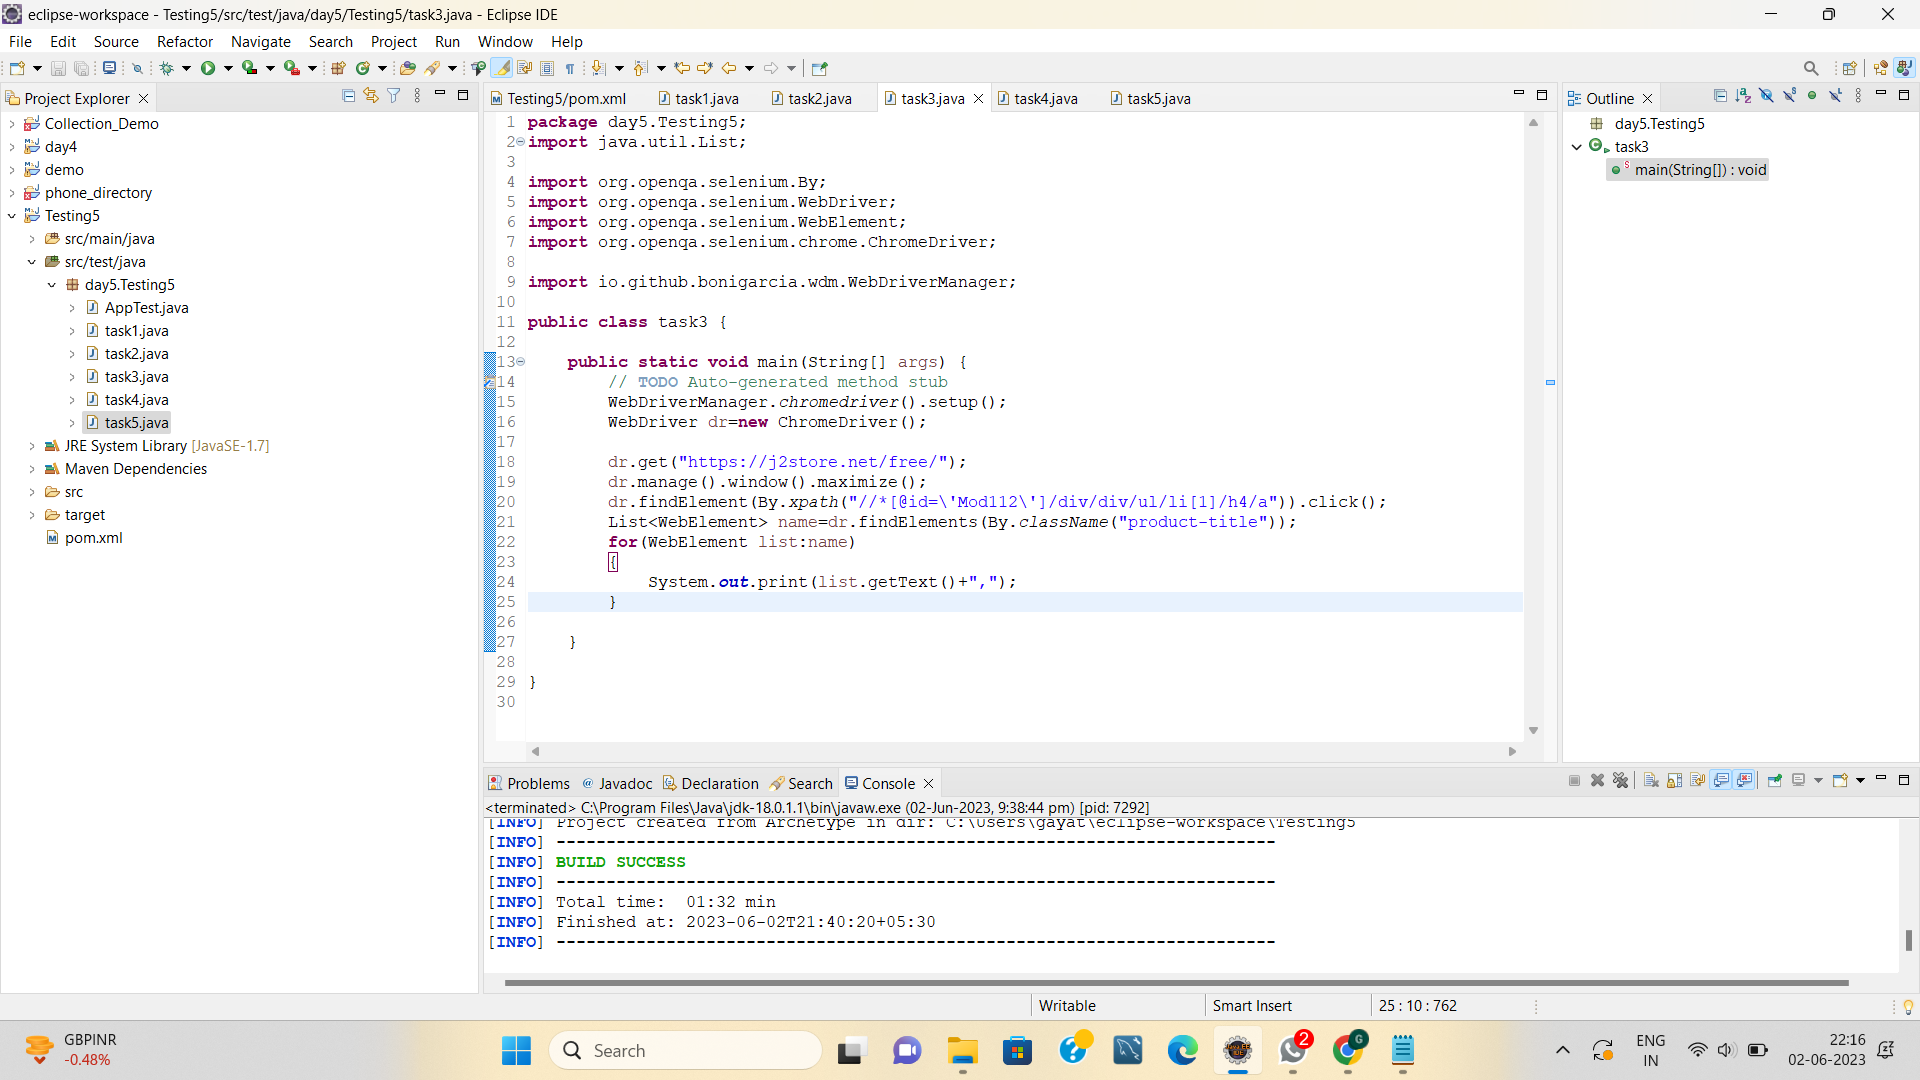 eclipse-workspace - Testing5/src/test/java/day5/Testing5/task3.java - Eclipse IDE
File Edit Source Refactor Navigate Search Project Run Window Help
Project Explorer
Collection_Demo
day4
demo
phone_directory
Testing5
src/main/java
src/test/java
day5.Testing5
AppTest.java
task1.java
task2.java
task3.java
task4.java
task5.java
JRE System Library [JavaSE-1.7]
Maven Dependencies
src
target
pom.xml
Testing5/pom.xml task1.java task2.java task3.java task4.java task5.java
1 package day5.Testing5;
2 import java.util.List;
3
4 import org.openqa.selenium.By;
5 import org.openqa.selenium.WebDriver;
6 import org.openqa.selenium.WebElement;
7 import org.openqa.selenium.chrome.ChromeDriver;
8
9 import io.github.bonigarcia.wdm.WebDriverManager;
10
11 public class task3 {
12
13 public static void main(String[] args) {
14 // TODO Auto-generated method stub
15 WebDriverManager.chromedriver().setup();
16 WebDriver dr=new ChromeDriver();
17
18 dr.get("https://j2store.net/free/");
19 dr.manage().window().maximize();
20 dr.findElement(By.xpath("//*[@id=\'Mod112\']/div/div/ul/li[1]/h4/a")).click();
21 List<WebElement> name=dr.findElements(By.className("product-title"));
22 for(WebElement list:name)
23 {
24 System.out.print(list.getText()+",");
25 }
26
27 }
28
29 }
30
Outline
day5.Testing5
task3
main(String[]) : void
Problems Javadoc Declaration Search Console
<terminated> C:\Program Files\Java\jdk-18.0.1.1\bin\javaw.exe (02-Jun-2023, 9:38:44 pm) [pid: 7292]
[INFO] Project created from Archetype in dir: C:\Users\gayat\eclipse-workspace\Testing5
[INFO] ------------------------------------------------------------------------
[INFO] BUILD SUCCESS
[INFO] ------------------------------------------------------------------------
[INFO] Total time:  01:32 min
[INFO] Finished at: 2023-06-02T21:40:20+05:30
[INFO] ------------------------------------------------------------------------
Writable Smart Insert 25 : 10 : 762
GBPINR
-0.48%
Search
2
G
ENG
IN
22:16
02-06-2023